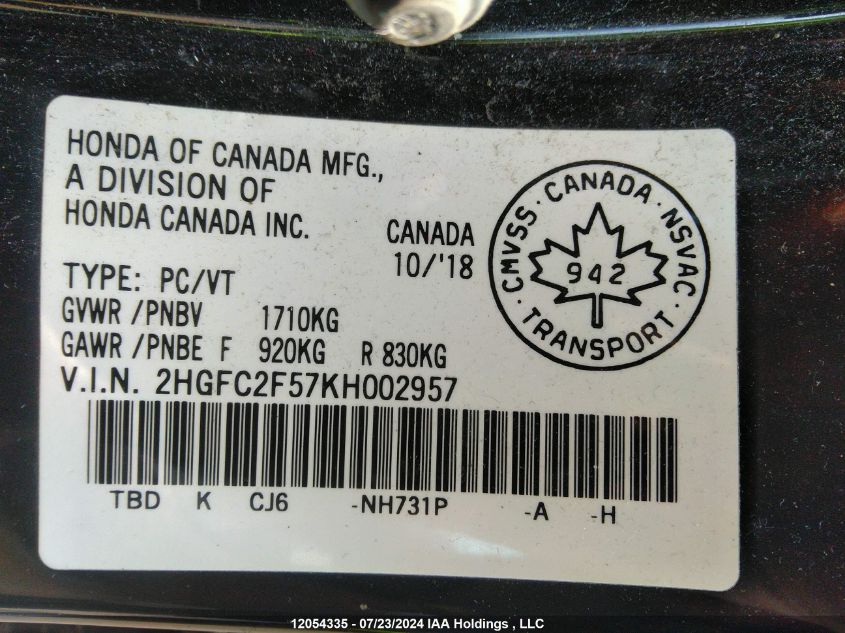 HONDA OF CANADA MFG.,
A DIVISION OF
HONDA CANADA INC.
CANADA
10/'18
CMVSS · CANADA · NSVAC · TRANSPORT ·
942
TYPE: PC/VT
GVWR /PNBV 1710KG
GAWR /PNBE F 920KG R 830KG
V.I.N. 2HGFC2F57KH002957
TBD K CJ6 -NH731P -A -H
12054335 - 07/23/2024 IAA Holdings , LLC